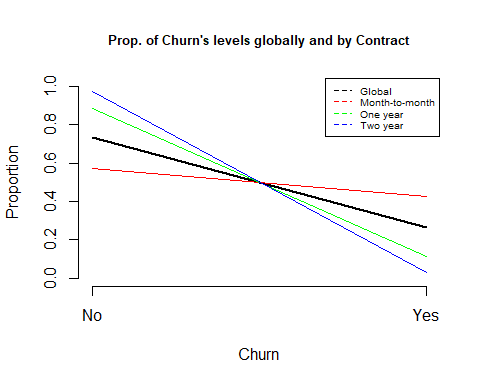 Prop. of Churn's levels globally and by Contract
Global
Month-to-month
One year
Two year
1.0
0.8
0.6
0.4
0.2
0.0
Proportion
No
Yes
Churn